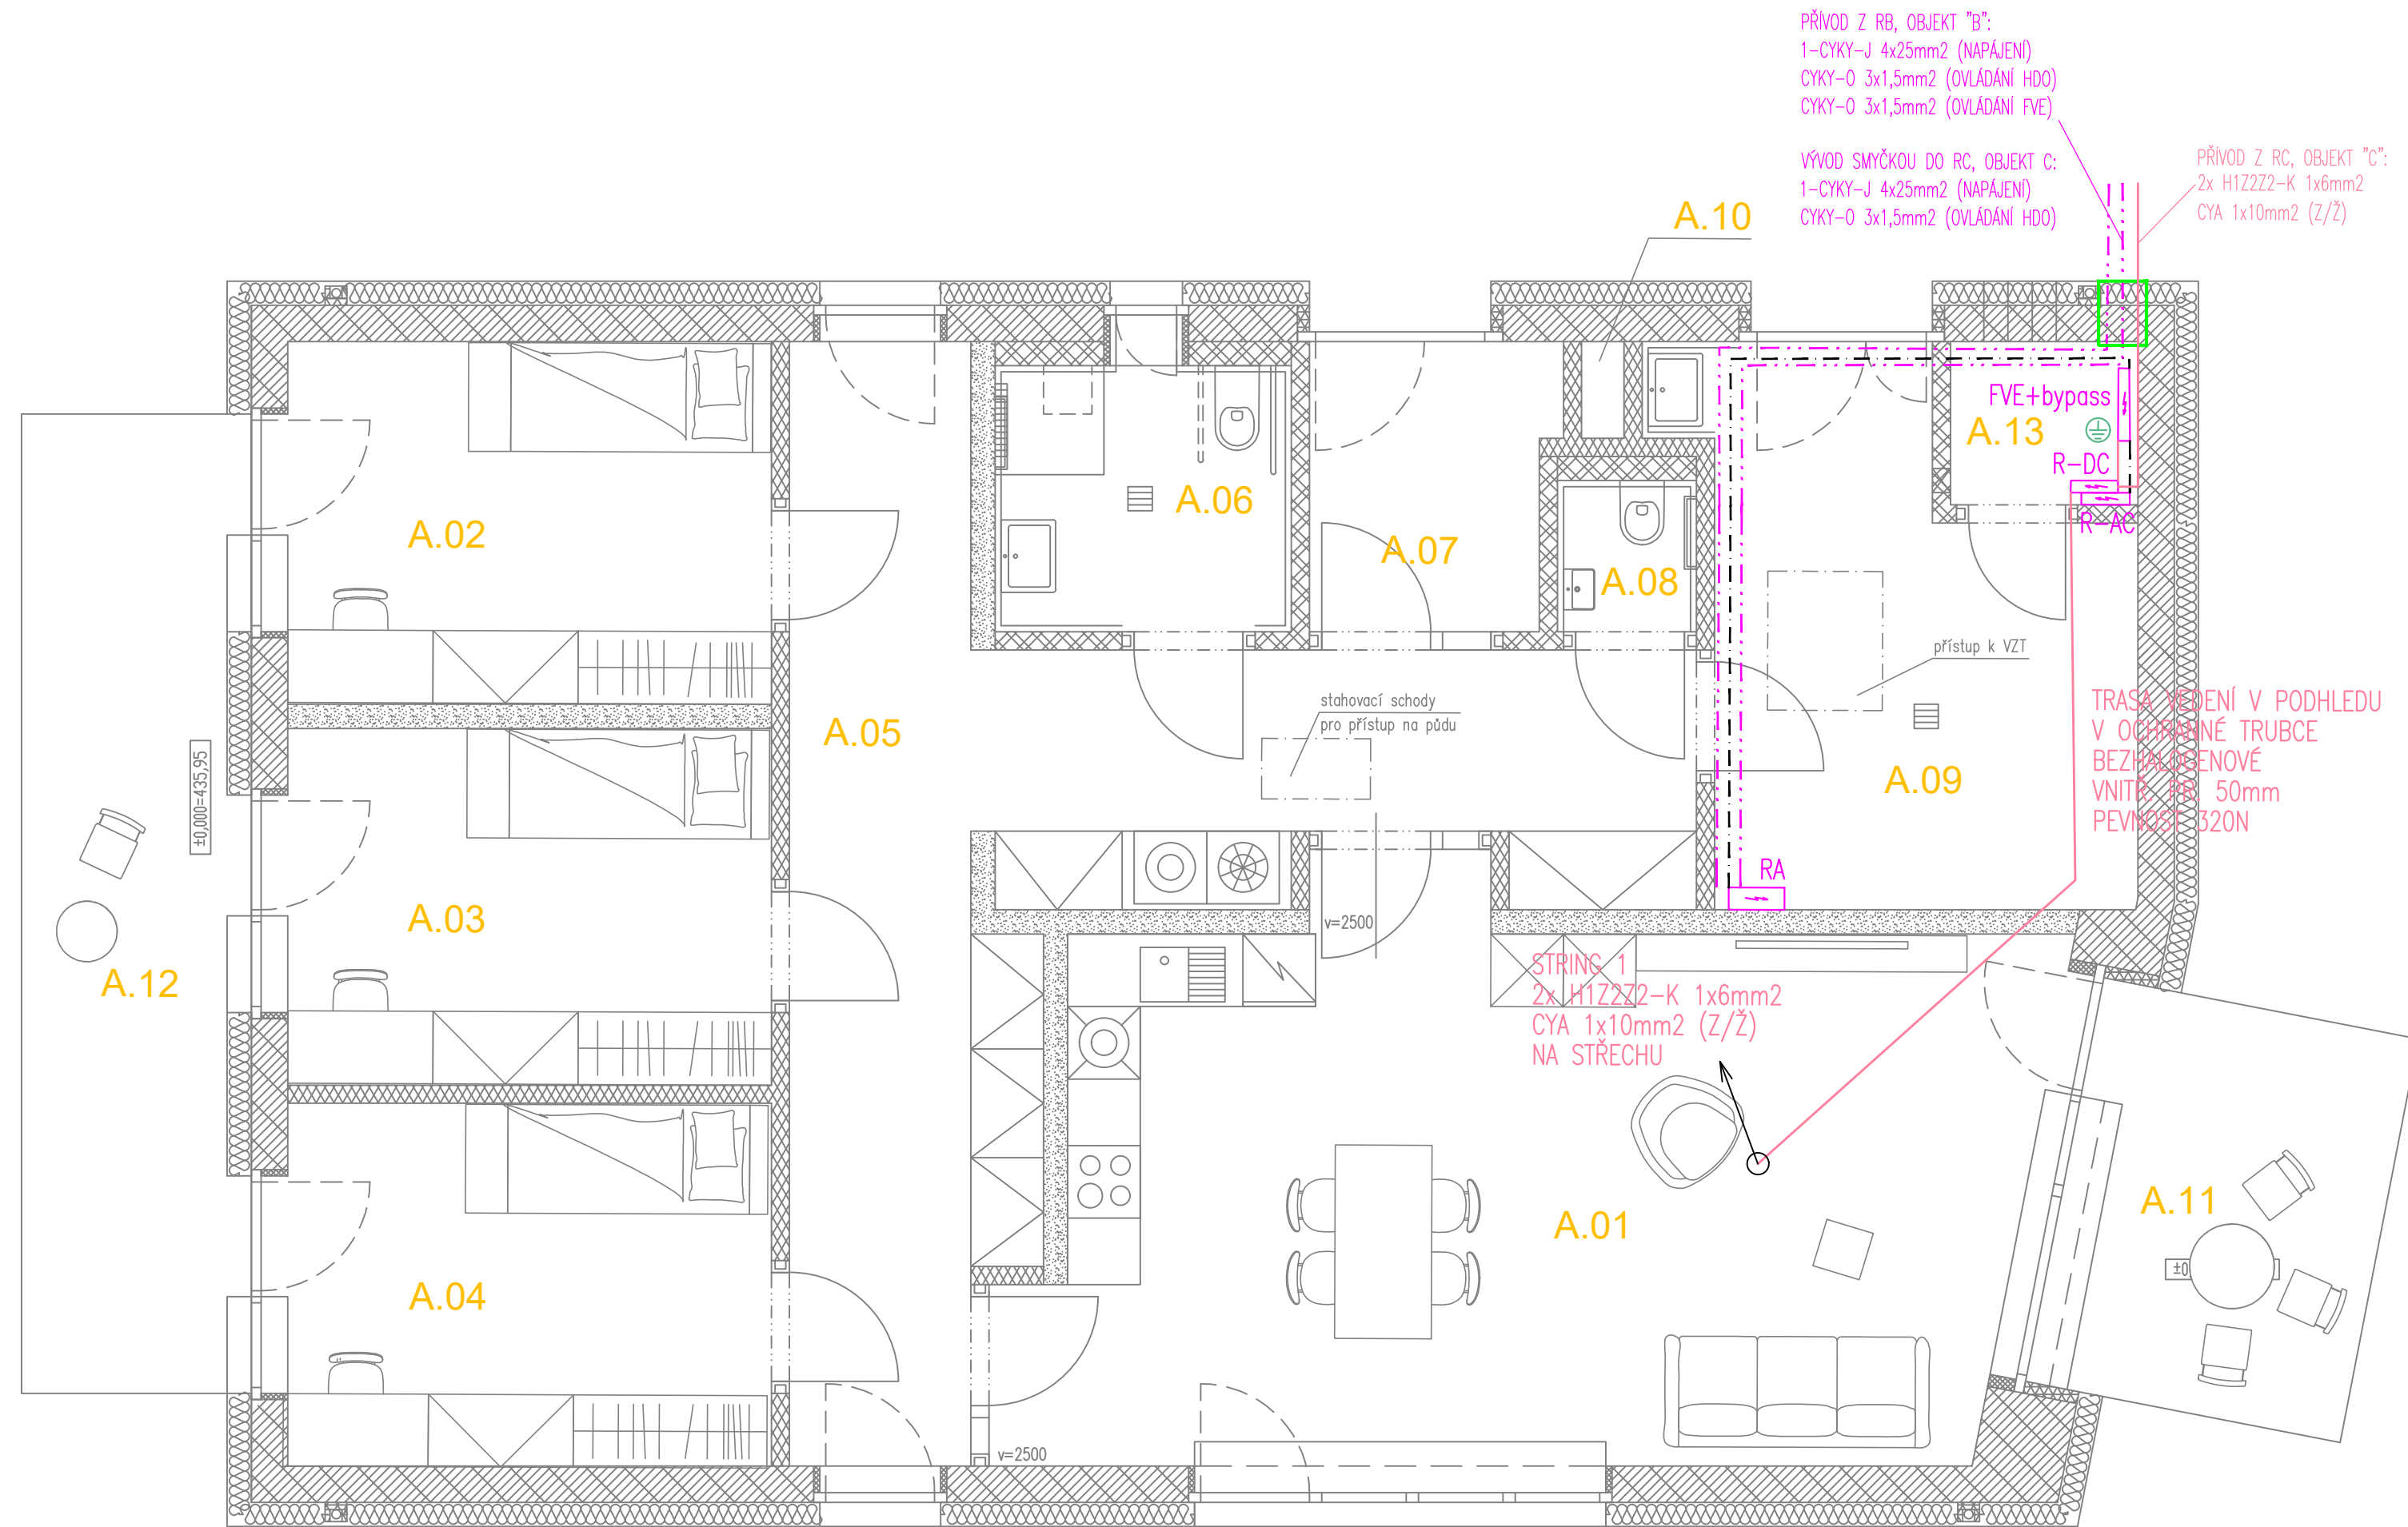 PŘÍVOD Z RB, OBJEKT "B":
1-CYKY-J 4x25mm2 (NAPÁJENÍ)
CYKY-O 3x1,5mm2 (OVLÁDÁNÍ HDO)
CYKY-O 3x1,5mm2 (OVLÁDÁNÍ FVE)
VÝVOD SMYČKOU DO RC, OBJEKT C:
1-CYKY-J 4x25mm2 (NAPÁJENÍ)
CYKY-O 3x1,5mm2 (OVLÁDÁNÍ HDO)
PŘÍVOD Z RC, OBJEKT "C":
2x H1Z2Z2-K 1x6mm2
CYA 1x10mm2 (Z/Ž)
A.10
FVE+bypass
A.13
R-DC
R-AC
A.02
A.06
A.07
A.08
přístup k VZT
stahovací schody
pro přístup na půdu
A.05
A.09
TRASA VEDENÍ V PODHLEDU
V OCHRANNÉ TRUBCE
BEZHALOGENOVÉ
VNITŘ. PR. 50mm
PEVNOST 320N
±0,000=435,95
RA
A.03
v=2500
A.12
STRING 1
2x H1Z2Z2-K 1x6mm2
CYA 1x10mm2 (Z/Ž)
NA STŘECHU
A.01
A.11
±0
A.04
v=2500